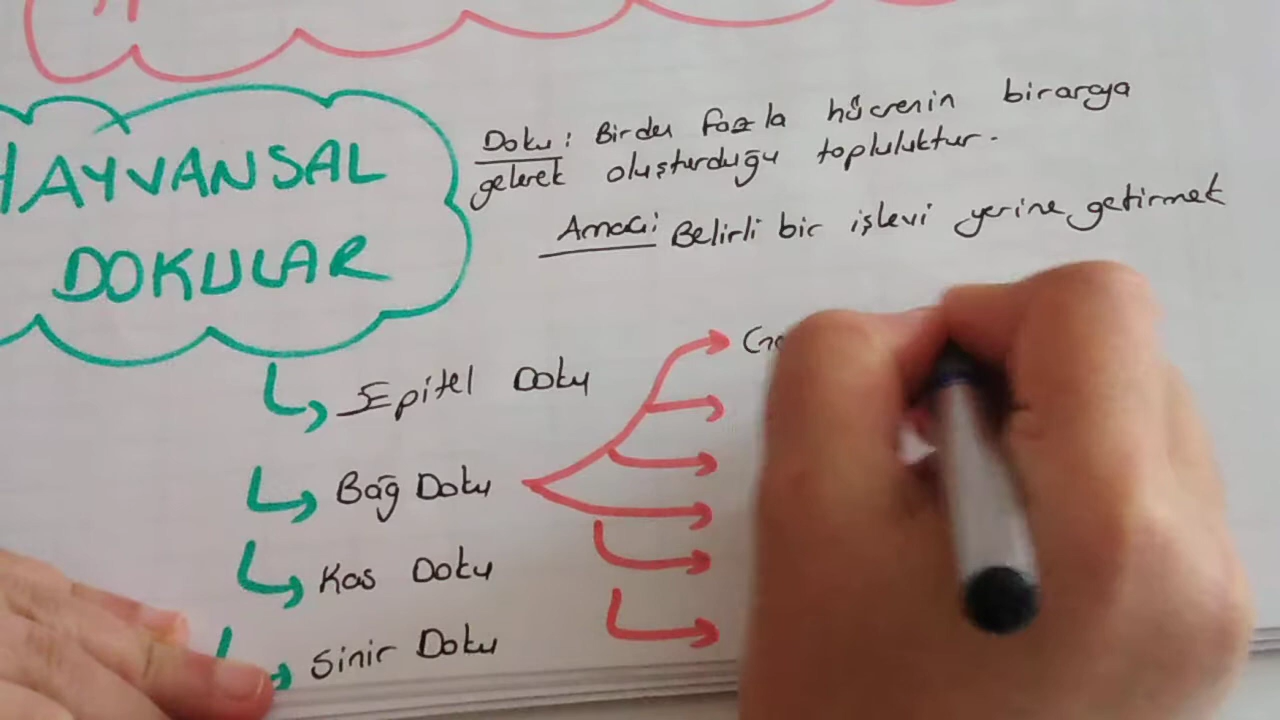 HAYVANSAL
DOKULAR
Doku: Birden fazla hücrenin biraraya
gelerek oluşturduğu topluluktur.
Amacı: Belirli bir işlevi yerine getirmek
Epitel Doku
Bağ Doku
Kas Doku
Sinir Doku